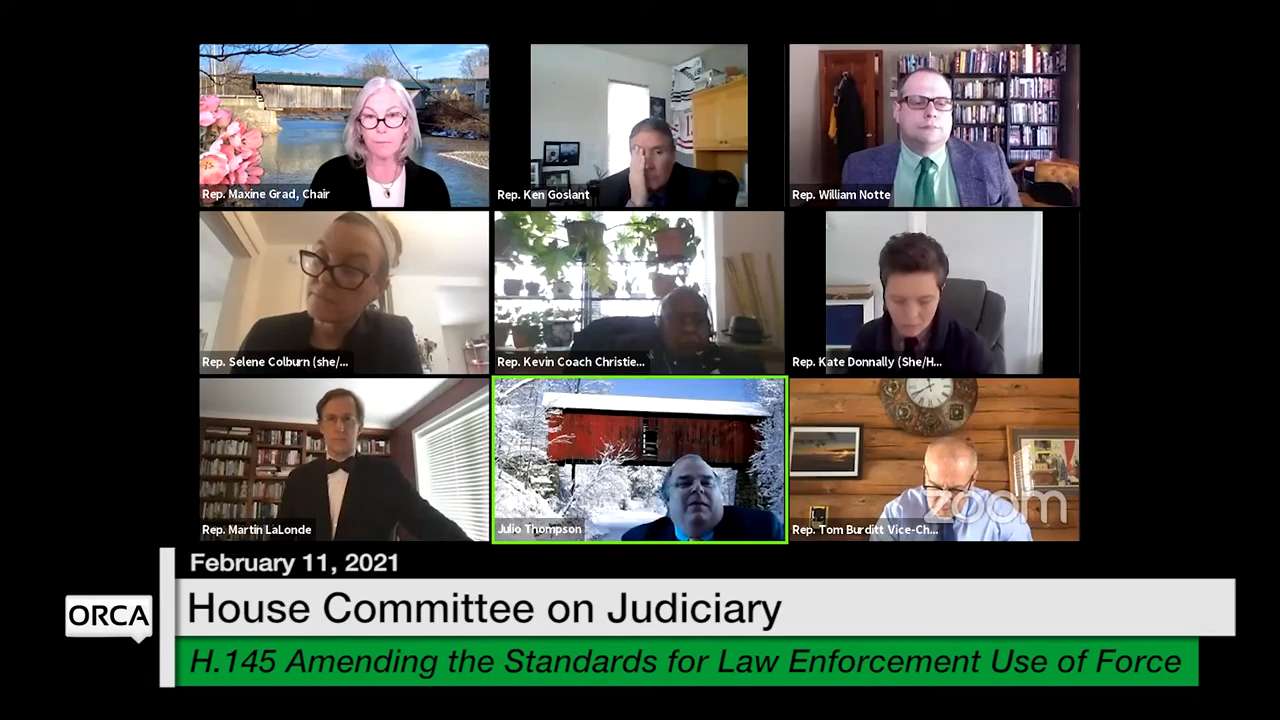 Rep. Maxine Grad, Chair
Rep. Ken Goslant
Rep. William Notte
Rep. Selene Colburn (she/...
Rep. Kevin Coach Christie...
Rep. Kate Donnally (She/H...
Rep. Martin LaLonde
Julio Thompson
Rep. Tom Burditt Vice-Ch...
zoom
February 11, 2021
ORCA
House Committee on Judiciary
H.145 Amending the Standards for Law Enforcement Use of Force